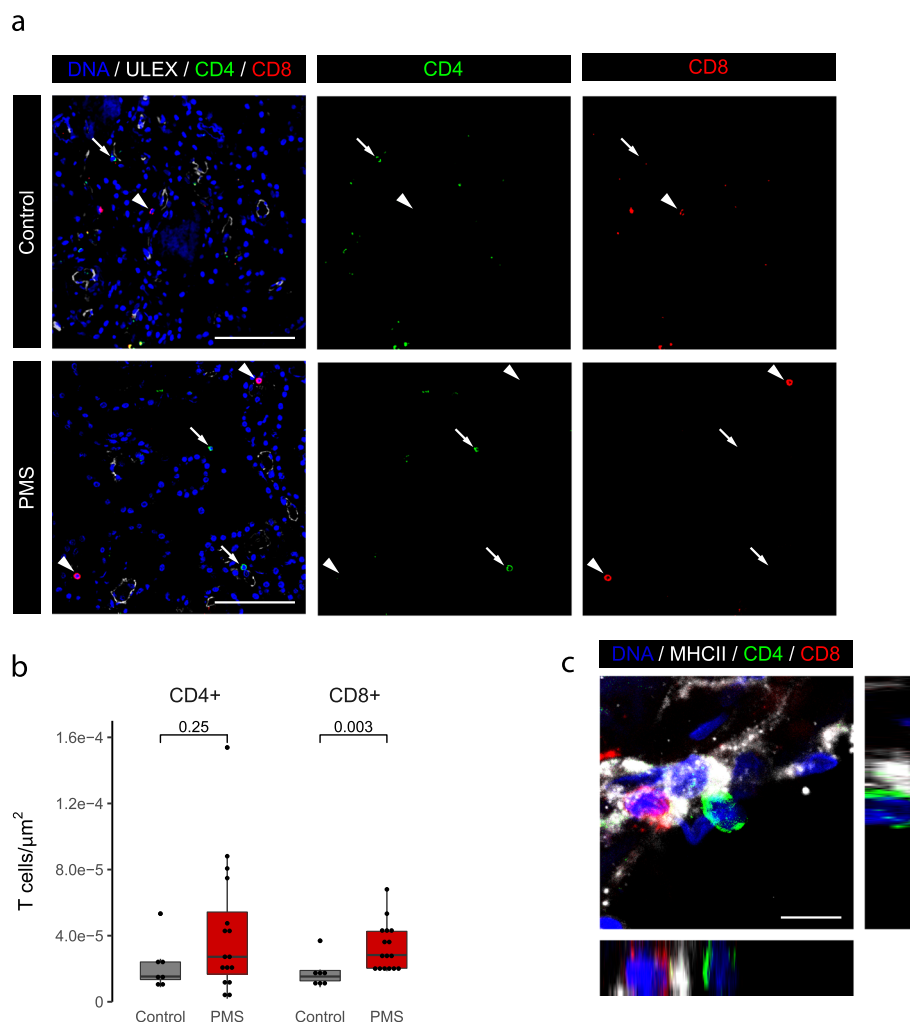 a
DNA / ULEX / CD4 / CD8
CD4
CD8
Control
PMS
b
CD4+
CD8+
0.25
0.003
1.6e−4
1.2e−4
8.0e−5
4.0e−5
0
T cells/µm²
Control
PMS
Control
PMS
c
DNA / MHCII / CD4 / CD8